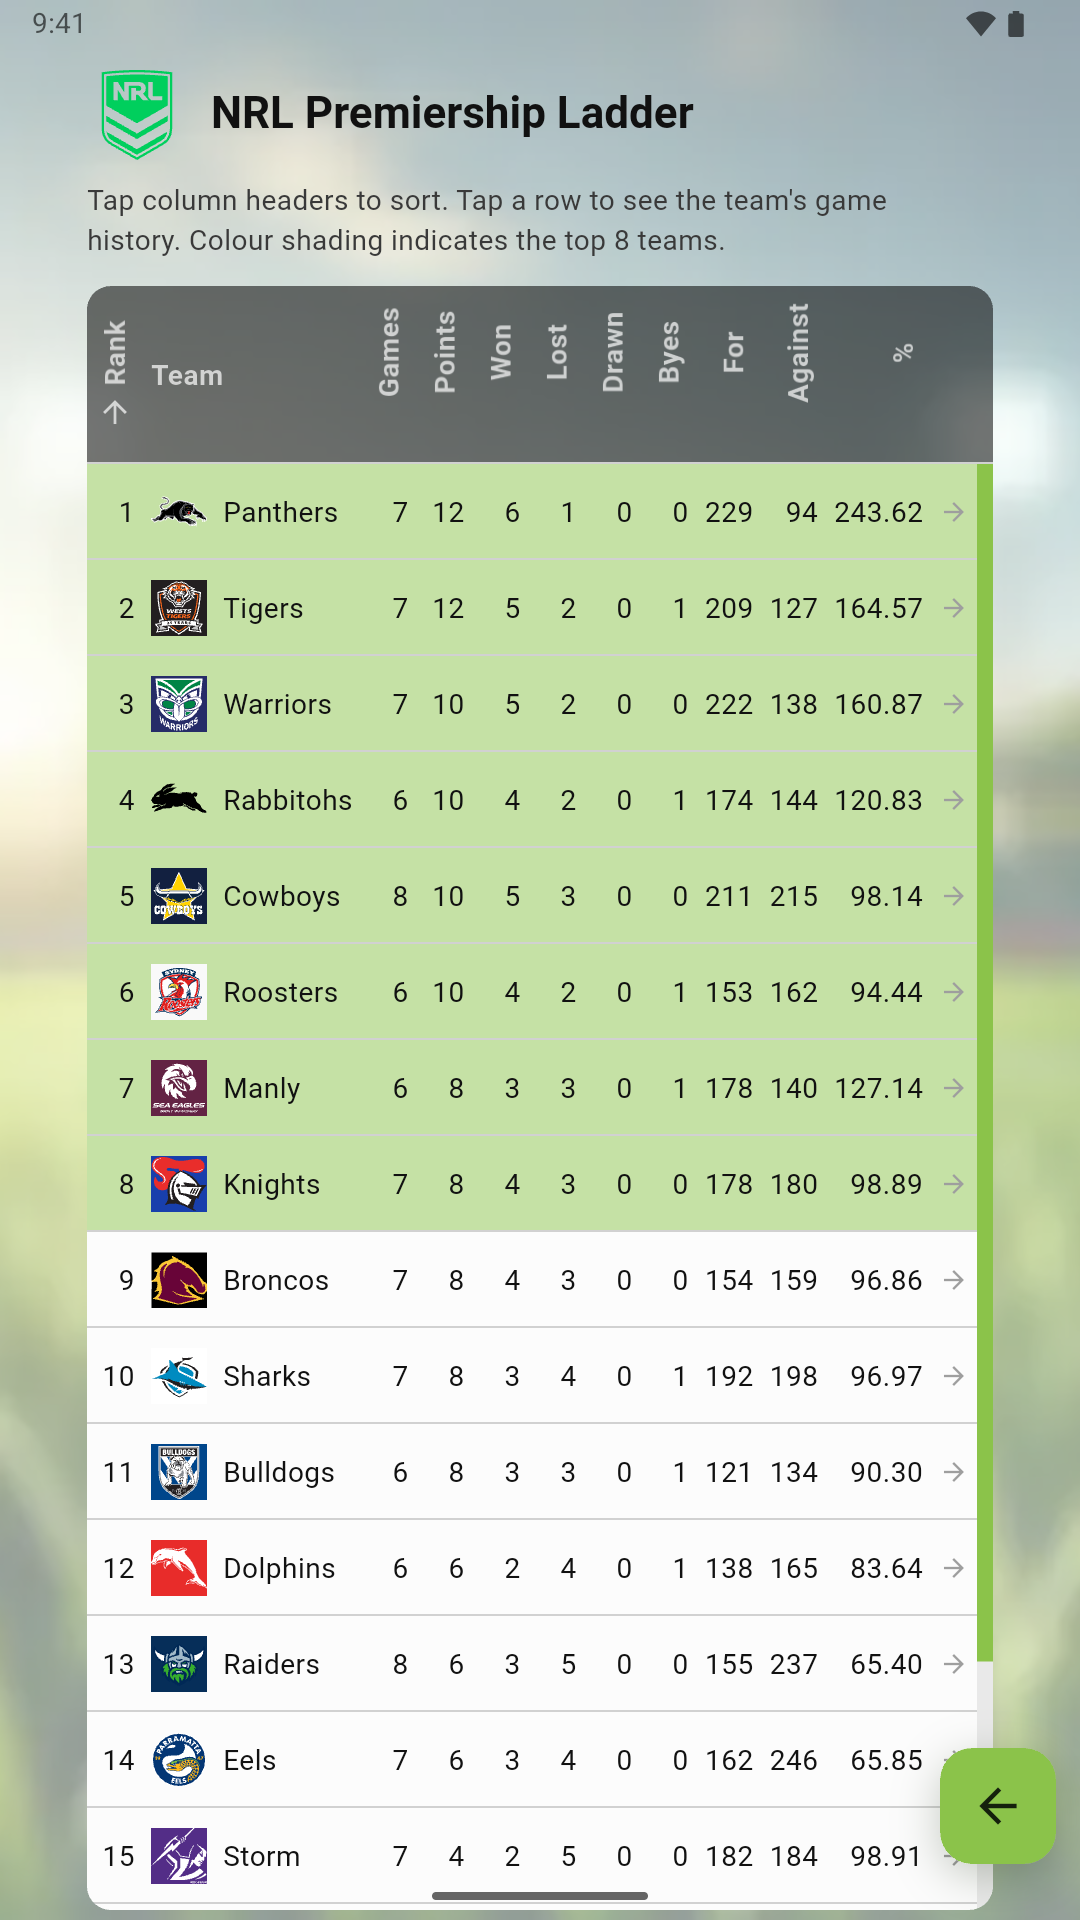 9:41
NRL
NRL Premiership Ladder
Tap column headers to sort. Tap a row to see the team's game
history. Colour shading indicates the top 8 teams.
Rank Team Games Points Won Lost Drawn Byes For Against %
1 Panthers 7 12 6 1 0 0 229 94 243.62
2 WESTS TIGERS Tigers 7 12 5 2 0 1 209 127 164.57
3 WARRIORS Warriors 7 10 5 2 0 0 222 138 160.87
4 Rabbitohs 6 10 4 2 0 1 174 144 120.83
5 COWBOYS Cowboys 8 10 5 3 0 0 211 215 98.14
6 SYDNEY Roosters Roosters 6 10 4 2 0 1 153 162 94.44
7 SEA EAGLES Manly 6 8 3 3 0 1 178 140 127.14
8 Knights 7 8 4 3 0 0 178 180 98.89
9 Broncos 7 8 4 3 0 0 154 159 96.86
10 Sharks 7 8 3 4 0 1 192 198 96.97
11 BULLDOGS Bulldogs 6 8 3 3 0 1 121 134 90.30
12 Dolphins 6 6 2 4 0 1 138 165 83.64
13 Raiders 8 6 3 5 0 0 155 237 65.40
14 PARRAMATTA EELS Eels 7 6 3 4 0 0 162 246 65.85
15 Storm 7 4 2 5 0 0 182 184 98.91